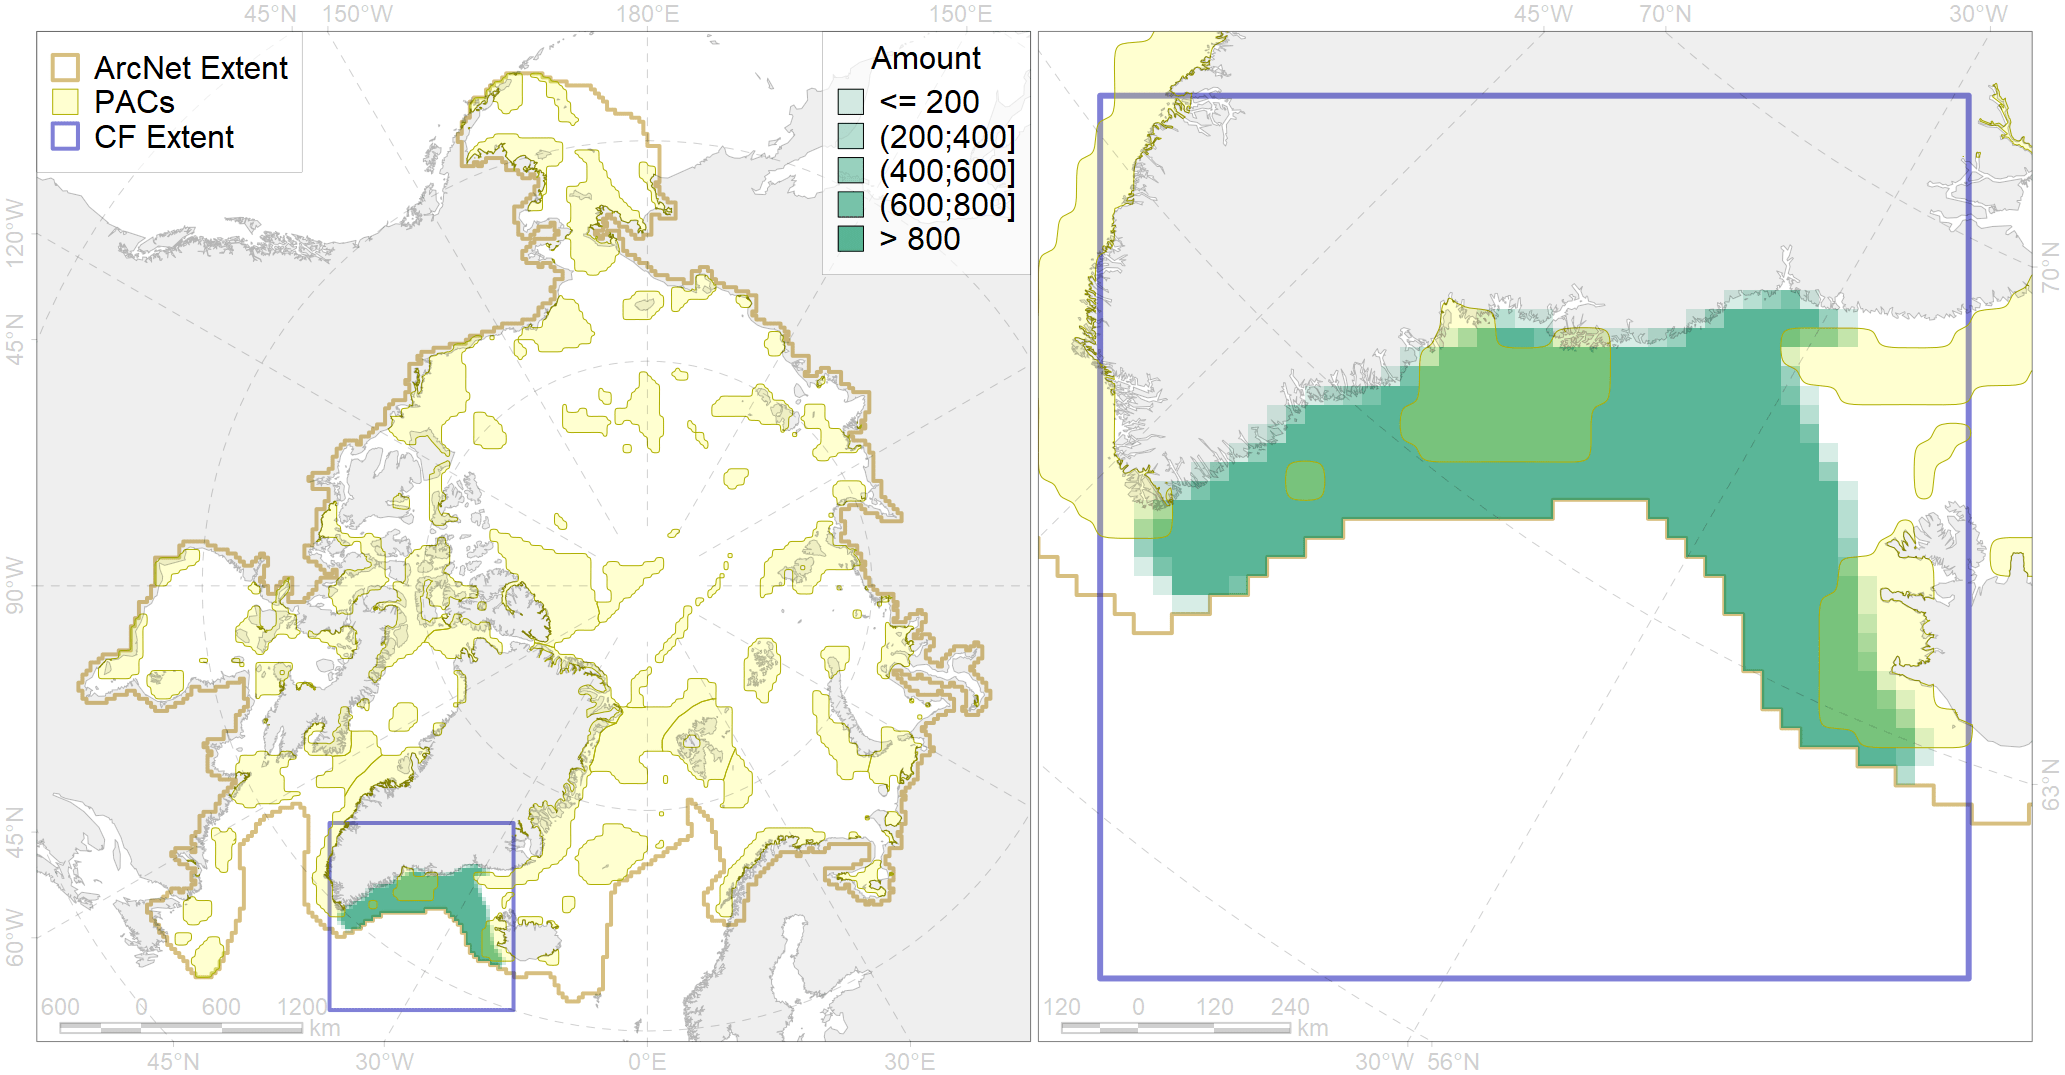 45°N 150°W 180°E 150°E 45°W 70°N 30°W
ArcNet Extent
PACs
CF Extent
Amount
<= 200
(200;400]
(400;600]
(600;800]
> 800
120°W
45°N
90°W
45°N
60°W
70°N
63°N
600 0 600 1200
km
120 0 120 240
km
45°N 30°W 0°E 30°E 30°W 56°N